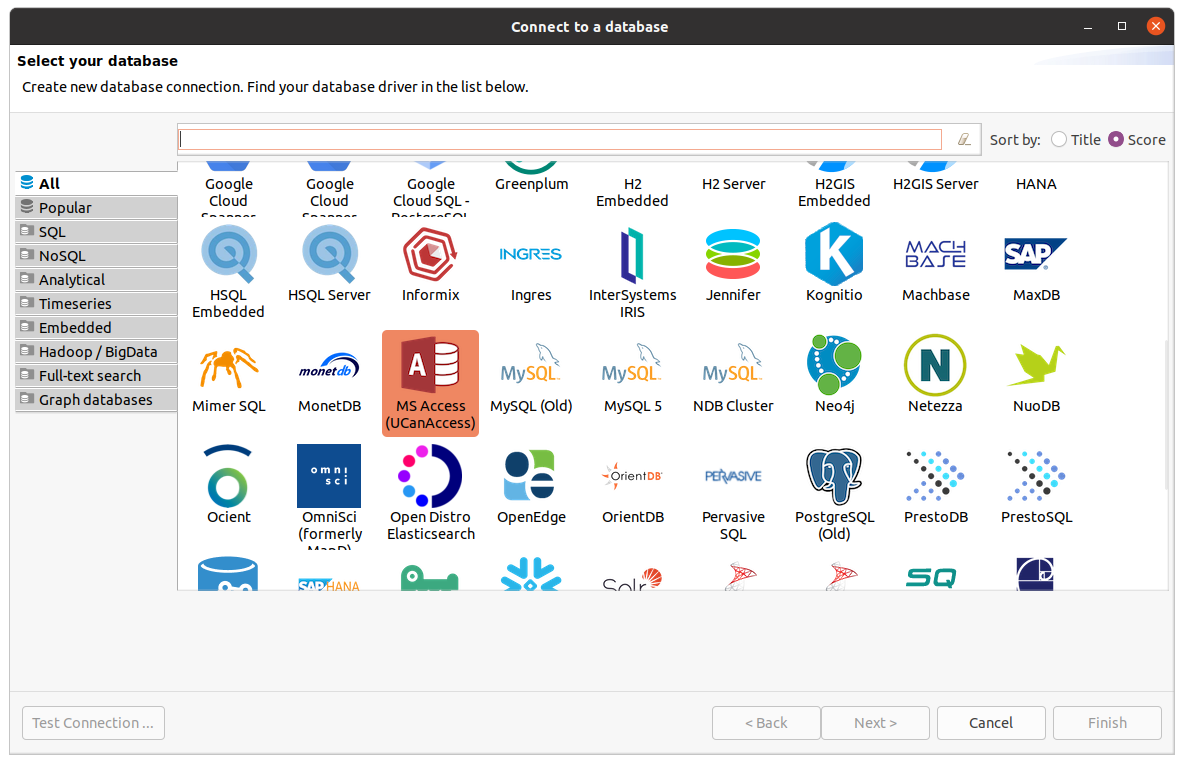 Connect to a database
Select your database
Create new database connection. Find your database driver in the list below.
Sort by: Title Score
All
Popular
SQL
NoSQL
Analytical
Timeseries
Embedded
Hadoop / BigData
Full-text search
Graph databases
Google
Cloud
Spanner
Google
Cloud
Spanner
Google
Cloud SQL -
PostgreSQL
Greenplum
H2
Embedded
H2 Server
H2GIS
Embedded
H2GIS Server
HANA
HSQL
Embedded
HSQL Server
Informix
INGRES
Ingres
InterSystems
IRIS
Jennifer
K
Kognitio
MACH
BASE
Machbase
SAP
MaxDB
Mimer SQL
monetdb
MonetDB
A
MS Access
(UCanAccess)
MySQL
MySQL (Old)
MySQL
MySQL 5
MySQL
NDB Cluster
Neo4j
N
Netezza
NuoDB
Ocient
omni
sci
OmniSci
(formerly
MapD)
Open Distro
Elasticsearch
OpenEdge
OrientDB
OrientDB
PERVASIVE
Pervasive
SQL
PostgreSQL
(Old)
PrestoDB
PrestoSQL
SAP HANA
Solr
SQ
Test Connection ...
< Back
Next >
Cancel
Finish